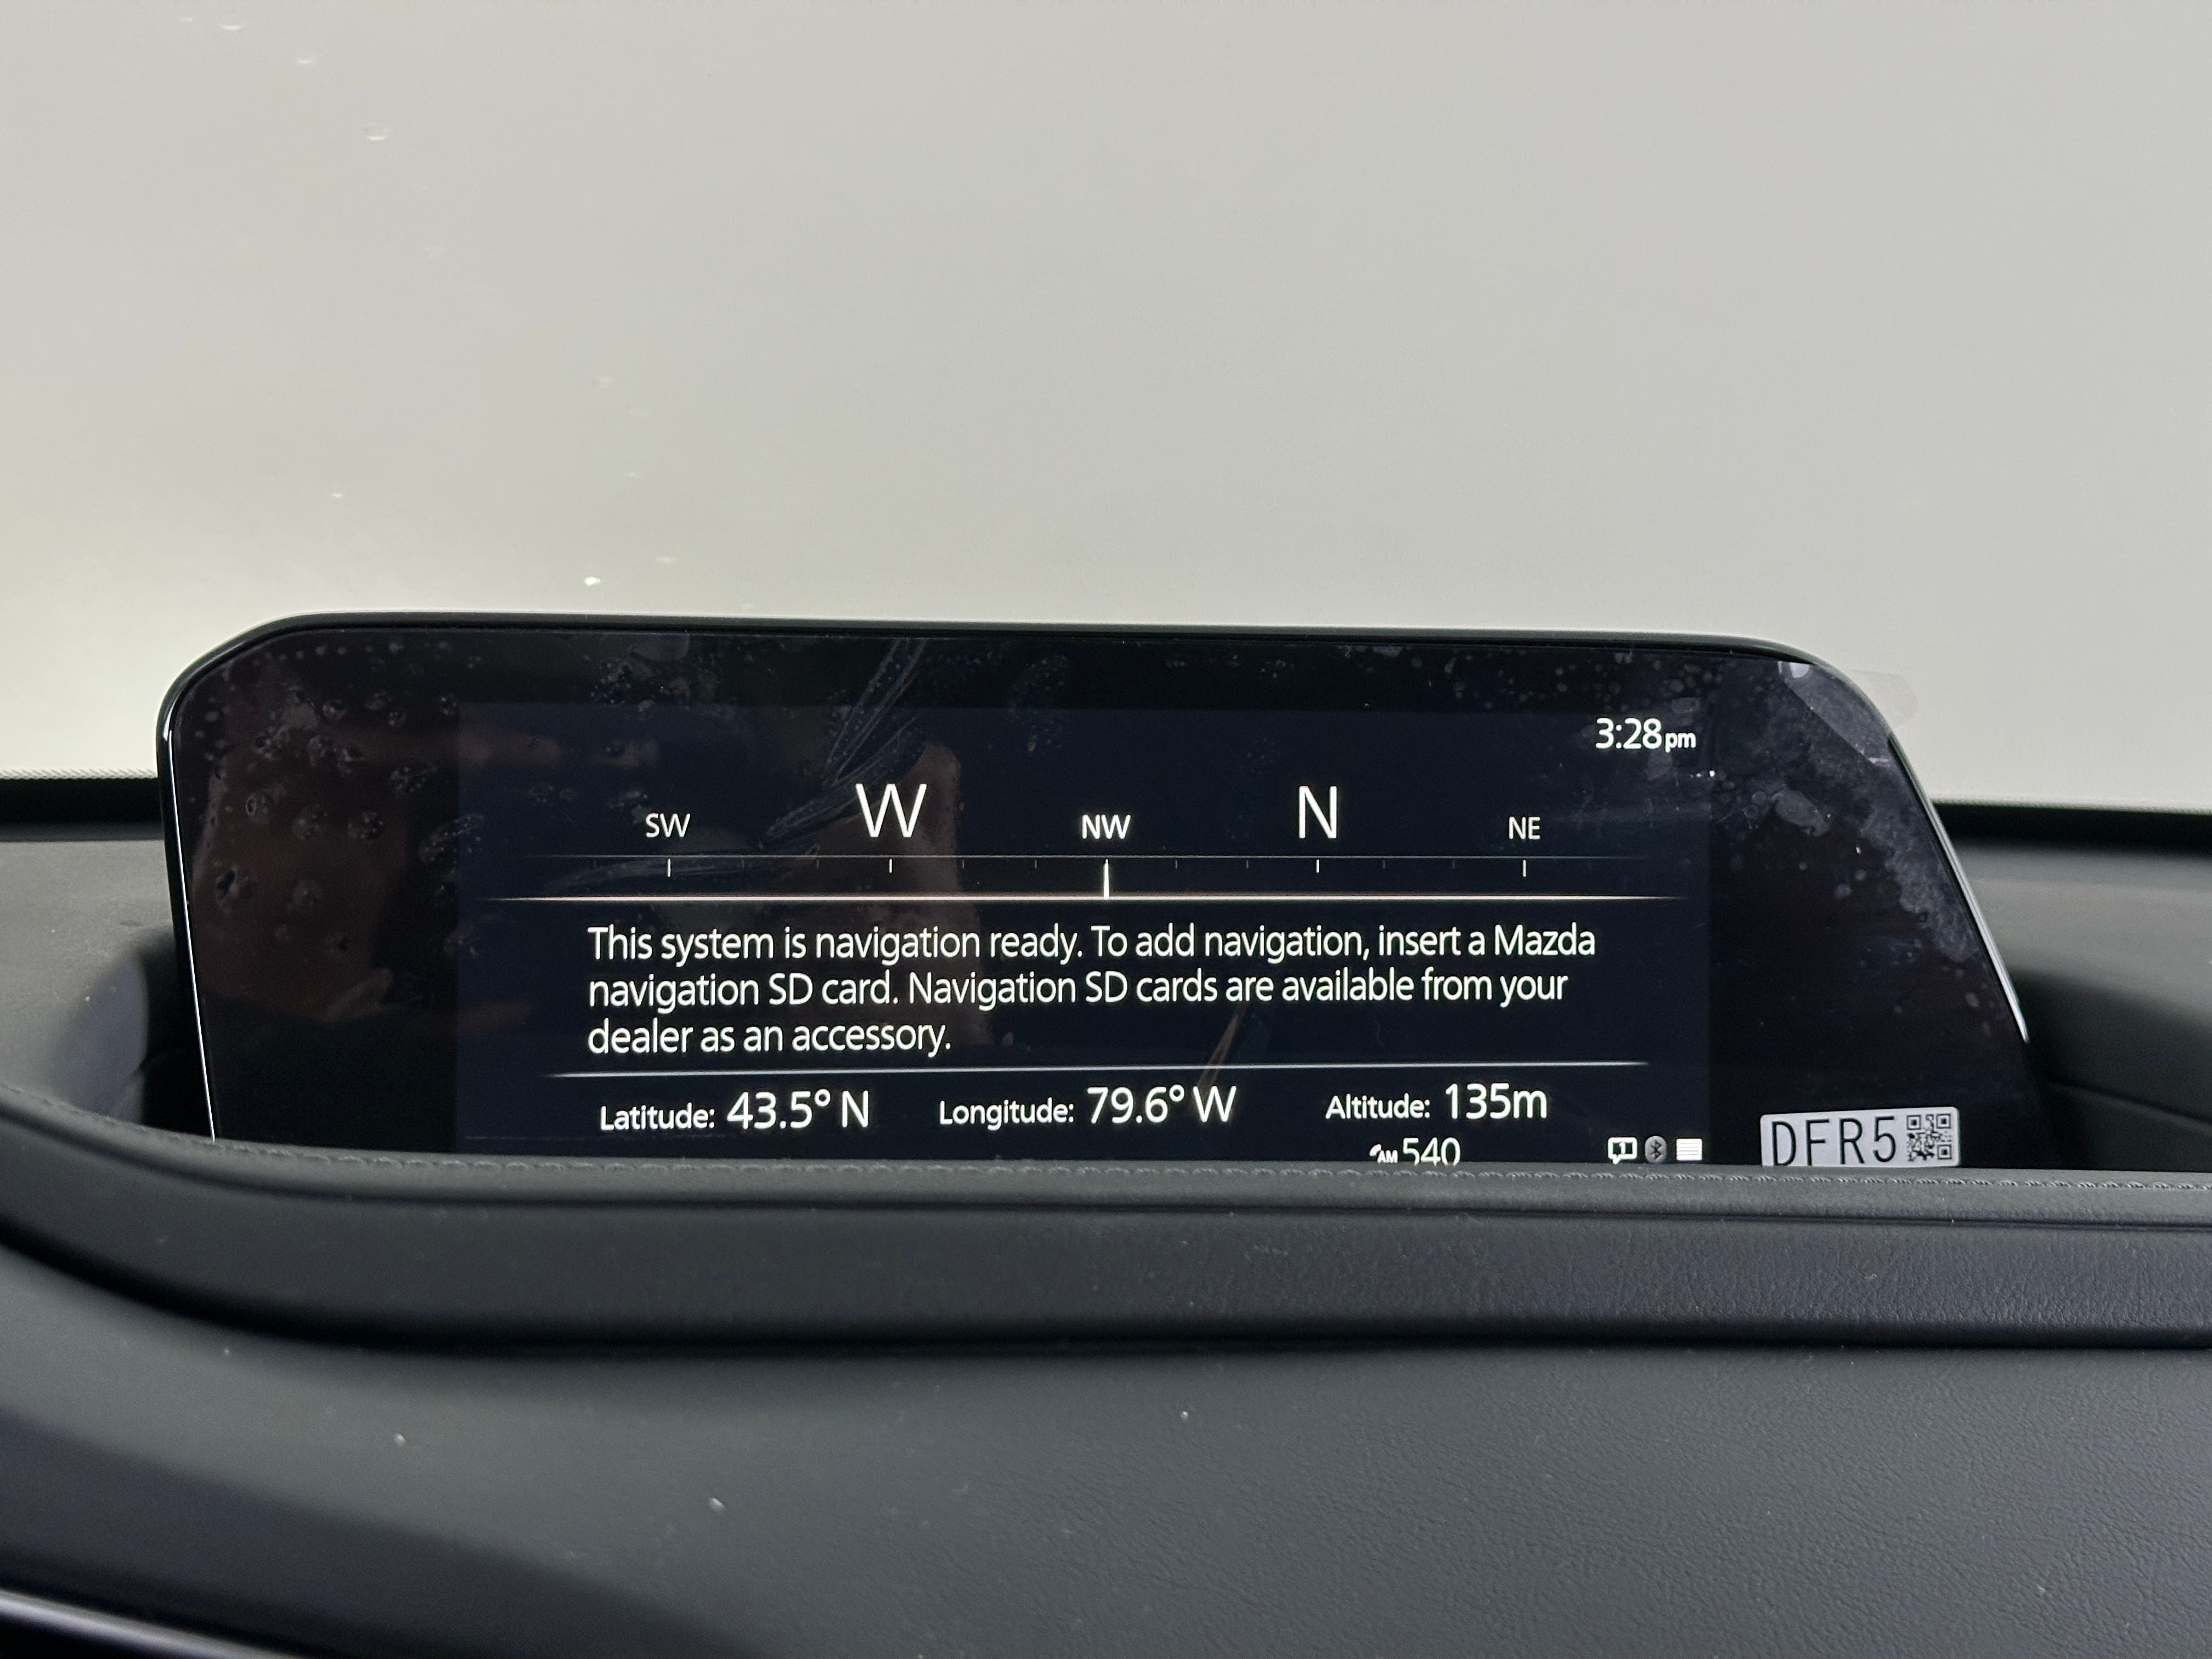 3:28pm
SW W NW N NE
This system is navigation ready. To add navigation, insert a Mazda
navigation SD card. Navigation SD cards are available from your
dealer as an accessory.
Latitude: 43.5° N Longitude: 79.6° W Altitude: 135m
AM 540
1
DFR5